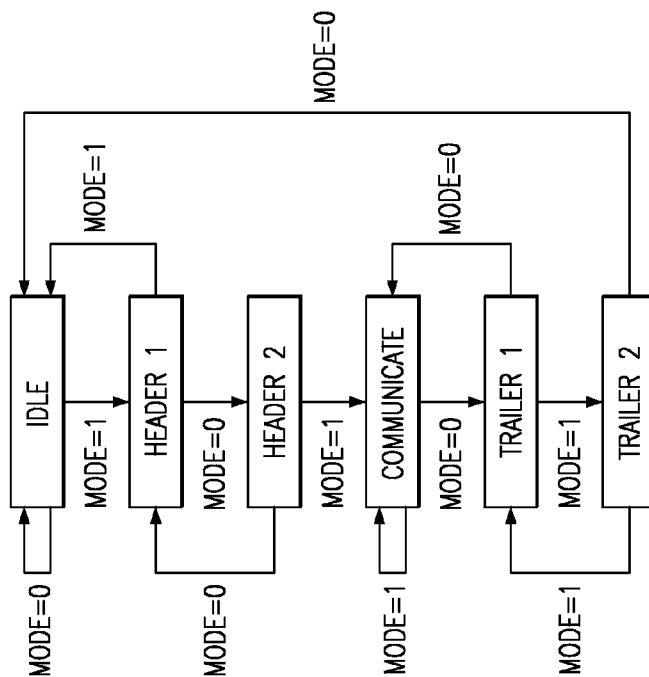 IDLE
HEADER 1
HEADER 2
COMMUNICATE
TRAILER 1
TRAILER 2
MODE=0
MODE=1
MODE=0
MODE=0
MODE=1
MODE=1
MODE=0
MODE=1
MODE=1
MODE=1
MODE=0
MODE=0